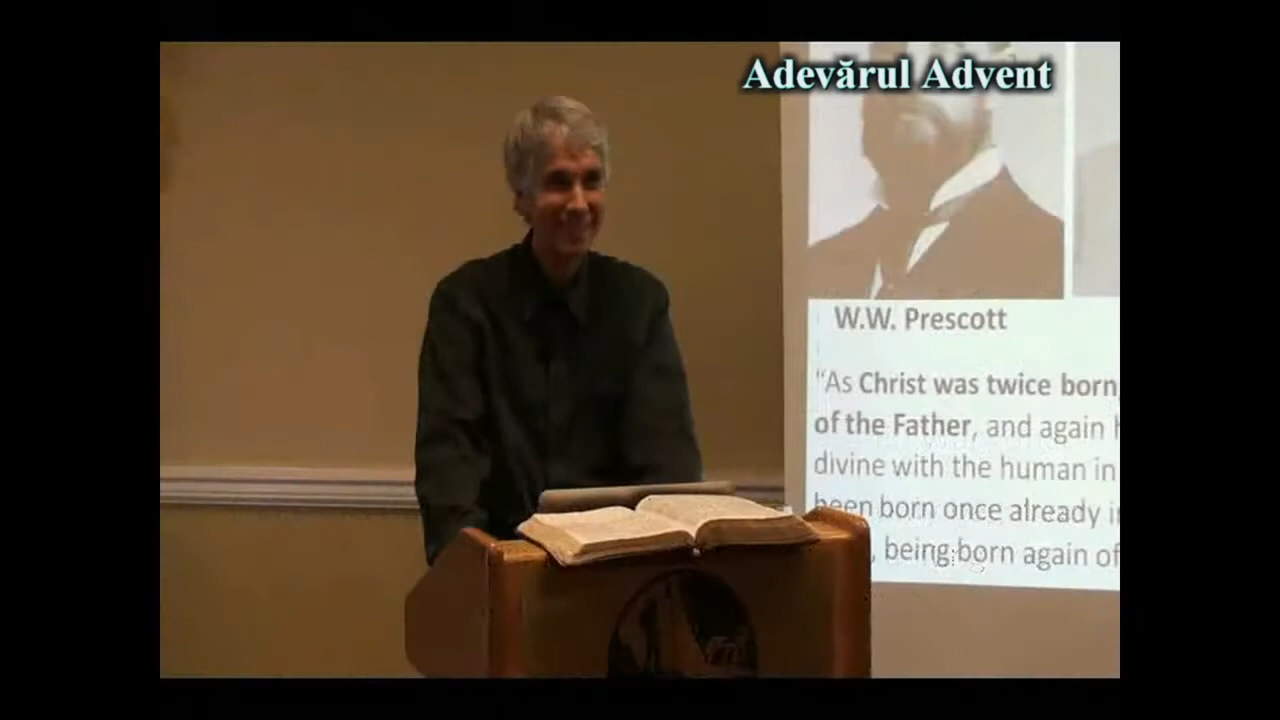 Adevărul Advent
W.W. Prescott
“As Christ was twice born
of the Father, and again
divine with the human in
been born once already
, being born again of